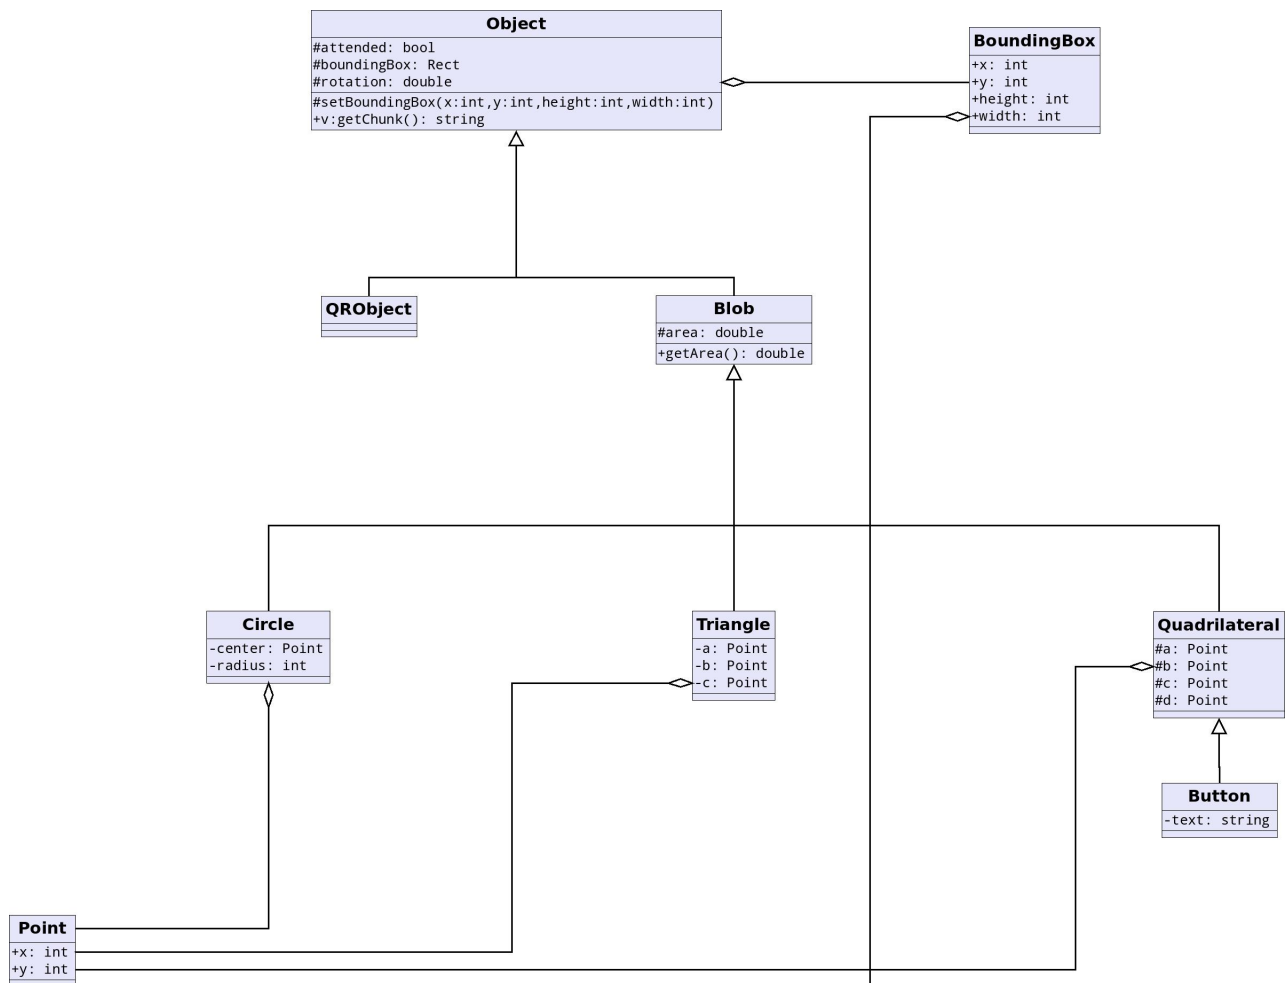 Object
#attended: bool
#boundingBox: Rect
#rotation: double
#setBoundingBox(x:int,y:int,height:int,width:int)
+v:getChunk(): string
BoundingBox
+x: int
+y: int
+height: int
+width: int
QRObject
Blob
#area: double
+getArea(): double
Circle
-center: Point
-radius: int
Triangle
-a: Point
-b: Point
-c: Point
Quadrilateral
#a: Point
#b: Point
#c: Point
#d: Point
Button
-text: string
Point
+x: int
+y: int